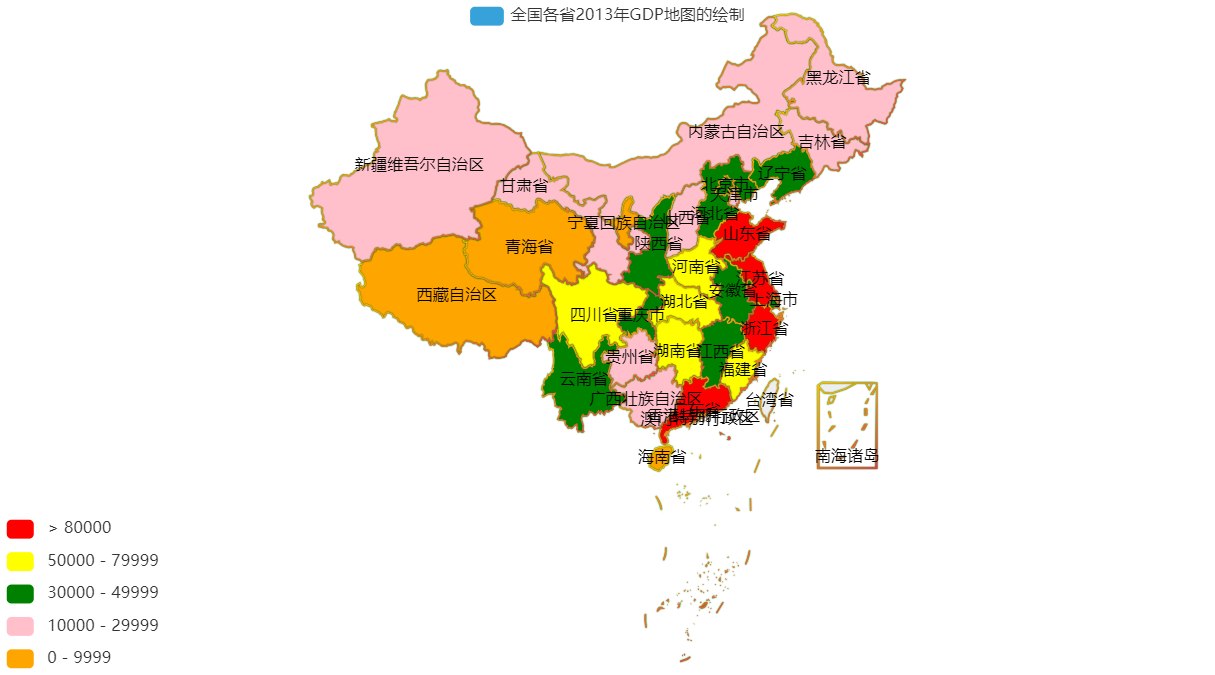 全国各省2013年GDP地图的绘制
黑龙江省
内蒙古自治区
吉林省
新疆维吾尔自治区
辽宁省
甘肃省
北京市
天津市
河北省
宁夏回族自治区
山西省
山东省
陕西省
青海省
河南省
江苏省
安徽省
西藏自治区
上海市
湖北省
四川省
重庆市
浙江省
湖南省
江西省
贵州省
福建省
云南省
广西壮族自治区
台湾省
广东省
香港特别行政区
澳门特别行政区
海南省
南海诸岛
> 80000
50000 - 79999
30000 - 49999
10000 - 29999
0 - 9999